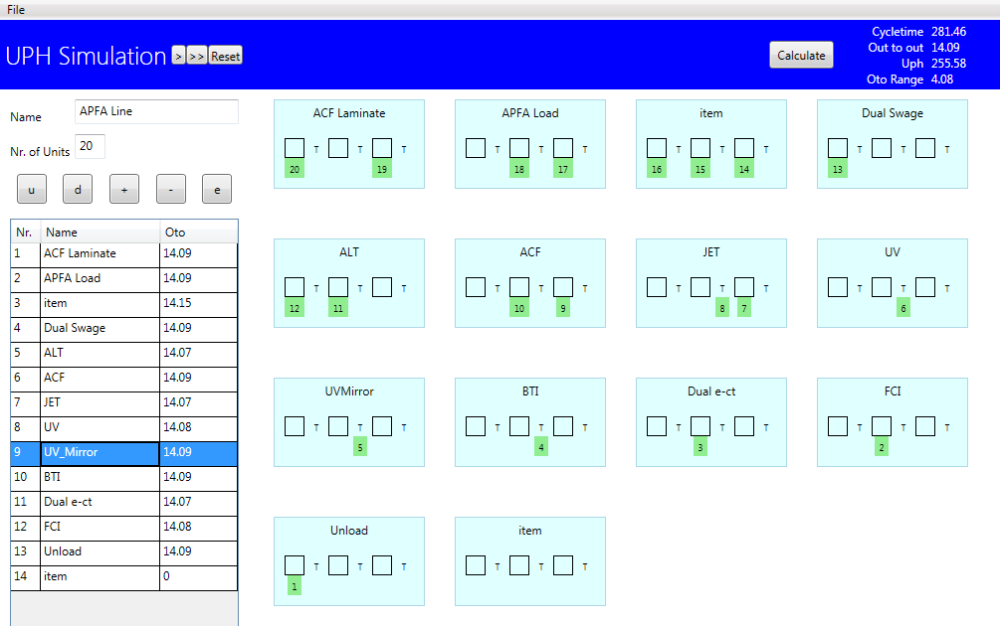 File
UPH Simulation > >> Reset
Calculate
Cycletime 281.46
Out to out 14.09
Uph 255.58
Oto Range 4.08
Name APFA Line
Nr. of Units 20
u d + - e
Nr. Name Oto
1 ACF Laminate 14.09
2 APFA Load 14.09
3 item 14.15
4 Dual Swage 14.09
5 ALT 14.07
6 ACF 14.09
7 JET 14.07
8 UV 14.08
9 UV_Mirror 14.09
10 BTI 14.09
11 Dual e-ct 14.07
12 FCI 14.08
13 Unload 14.09
14 item 0
ACF Laminate
T T T
20 19
APFA Load
T T T
18 17
item
T T T
16 15 14
Dual Swage
T T T
13
ALT
T T T
12 11
ACF
T T T
10 9
JET
T T T
8 7
UV
T T T
6
UVMirror
T T T
5
BTI
T T T
4
Dual e-ct
T T T
3
FCI
T T T
2
Unload
T T T
1
item
T T T